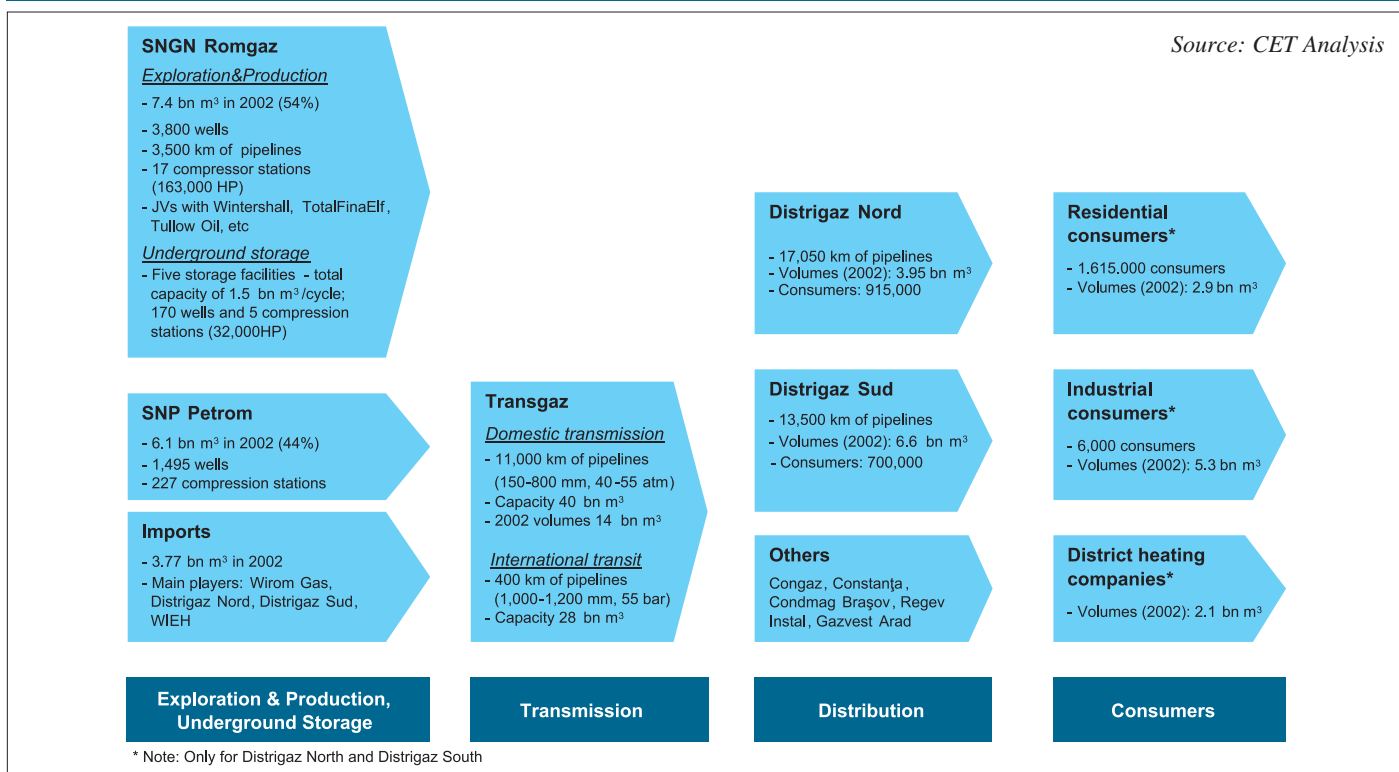 Source: CET Analysis
SNGN Romgaz
Exploration&Production
- 7.4 bn m³ in 2002 (54%)
- 3,800 wells
- 3,500 km of pipelines
- 17 compressor stations
(163,000 HP)
- JVs with Wintershall, TotalFinaElf,
Tullow Oil, etc
Underground storage
- Five storage facilities - total
capacity of 1.5 bn m³/cycle;
170 wells and 5 compression
stations (32,000HP)
SNP Petrom
- 6.1 bn m³ in 2002 (44%)
- 1,495 wells
- 227 compression stations
Imports
- 3.77 bn m³ in 2002
- Main players: Wirom Gas,
Distrigaz Nord, Distrigaz Sud,
WIEH
Exploration & Production,
Underground Storage
Transgaz
Domestic transmission
- 11,000 km of pipelines
(150-800 mm, 40-55 atm)
- Capacity 40 bn m³
- 2002 volumes 14 bn m³
International transit
- 400 km of pipelines
(1,000-1,200 mm, 55 bar)
- Capacity 28 bn m³
Transmission
Distrigaz Nord
- 17,050 km of pipelines
- Volumes (2002): 3.95 bn m³
- Consumers: 915,000
Distrigaz Sud
- 13,500 km of pipelines
- Volumes (2002): 6.6 bn m³
- Consumers: 700,000
Others
Congaz, Constanţa,
Condmag Braşov, Regev
Instal, Gazvest Arad
Distribution
Residential
consumers*
- 1.615.000 consumers
- Volumes (2002): 2.9 bn m³
Industrial
consumers*
- 6,000 consumers
- Volumes (2002): 5.3 bn m³
District heating
companies*
- Volumes (2002): 2.1 bn m³
Consumers
* Note: Only for Distrigaz North and Distrigaz South